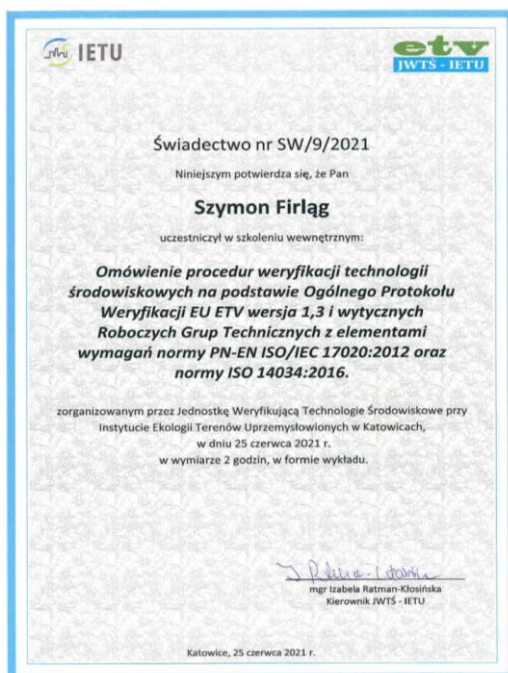 IETU
etv
JWTŚ - IETU
Świadectwo nr SW/9/2021
Niniejszym potwierdza się, że Pan
Szymon Firląg
uczestniczył w szkoleniu wewnętrznym:
Omówienie procedur weryfikacji technologii
środowiskowych na podstawie Ogólnego Protokołu
Weryfikacji EU ETV wersja 1,3 i wytycznych
Roboczych Grup Technicznych z elementami
wymagań normy PN-EN ISO/IEC 17020:2012 oraz
normy ISO 14034:2016.
zorganizowanym przez Jednostkę Weryfikującą Technologie Środowiskowe przy
Instytucie Ekologii Terenów Uprzemysłowionych w Katowicach,
w dniu 25 czerwca 2021 r.
w wymiarze 2 godzin, w formie wykładu.
mgr Izabela Ratman-Kłosińska
Kierownik JWTŚ - IETU
Katowice, 25 czerwca 2021 r.